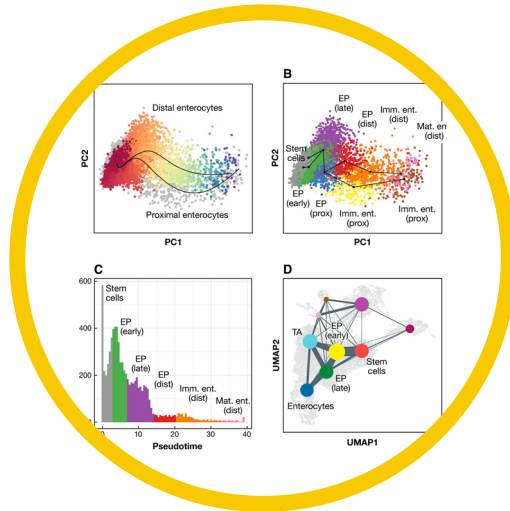 Distal enterocytes
Proximal enterocytes
PC2
PC1
B
EP
(late)
EP
(dist)
Imm. ent.
(dist)
Mat. en
(dist)
Stem
cells
EP
(early)
EP
(prox)
Imm. ent.
(prox)
Imm. ent.
(prox)
PC2
PC1
C
600
400
200
0
Stem
cells
EP
(early)
EP
(late)
EP
(dist)
Imm. ent.
(dist)
Mat. ent.
(dist)
0
10
20
30
40
Pseudotime
D
TA
EP
(early)
Stem
cells
EP
(late)
Enterocytes
UMAP2
UMAP1